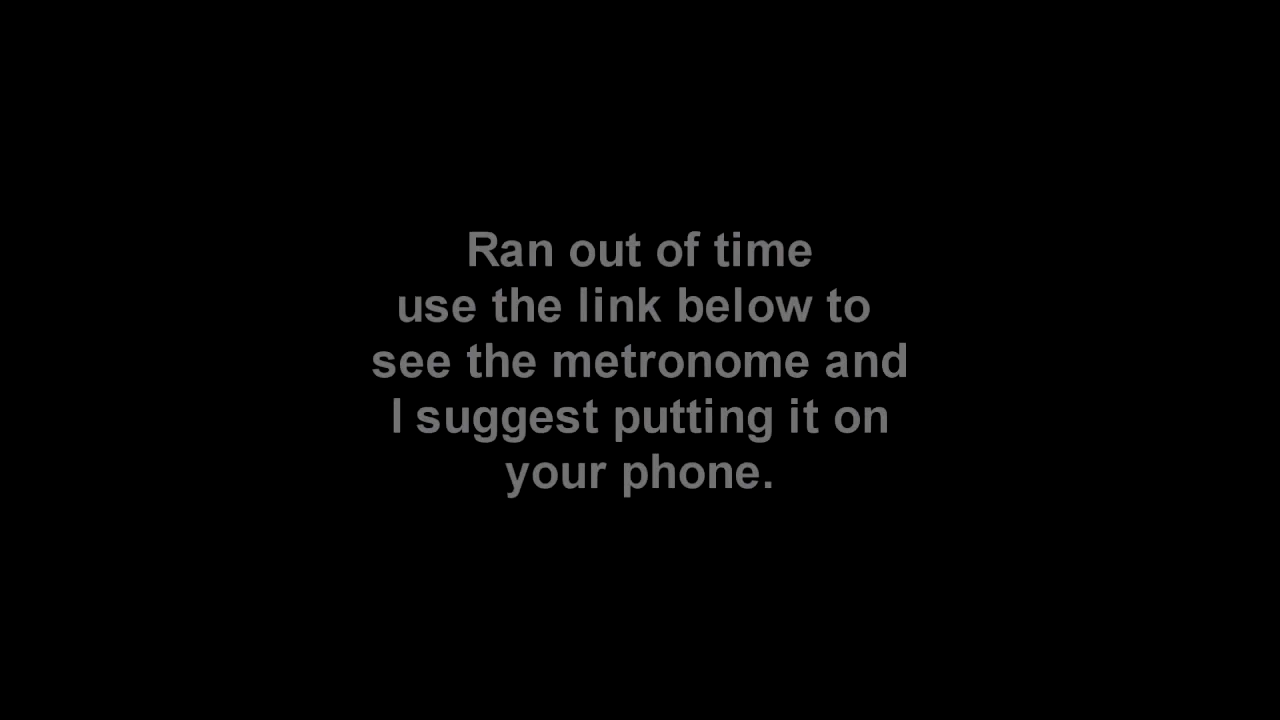 Ran out of time
use the link below to
see the metronome and
I suggest putting it on
your phone.